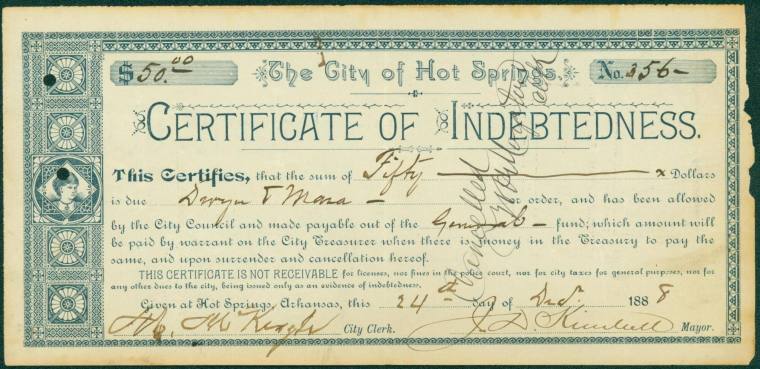 $ 50.00 The City of Hot Springs. No. 356
CERTIFICATE OF INDEBTEDNESS.
This Certifies, that the sum of Fifty x Dollars
is due Dwyer & or order, and has been allowed
by the City Council and made payable out of the General fund; which amount will
be paid by warrant on the City Treasurer when there is money in the Treasury to pay the
same, and upon surrender and cancellation hereof.
THIS CERTIFICATE IS NOT RECEIVABLE for licenses, nor fines in the police court, nor for city taxes for general purposes, nor for
any other dues to the city, being issued only as an evidence of indebtedness.
Given at Hot Springs, Arkansas, this 24th day of Decr. 1888
City Clerk. J. D. Kimbell Mayor.
Cancelled